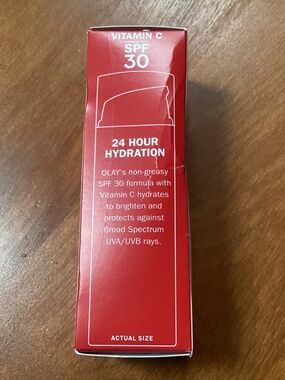 VITAMIN C
SPF
30
24 HOUR
HYDRATION
OLAY's non-greasy
SPF 30 formula with
Vitamin C hydrates
to brighten and
protects against
Broad Spectrum
UVA/UVB rays.
ACTUAL SIZE